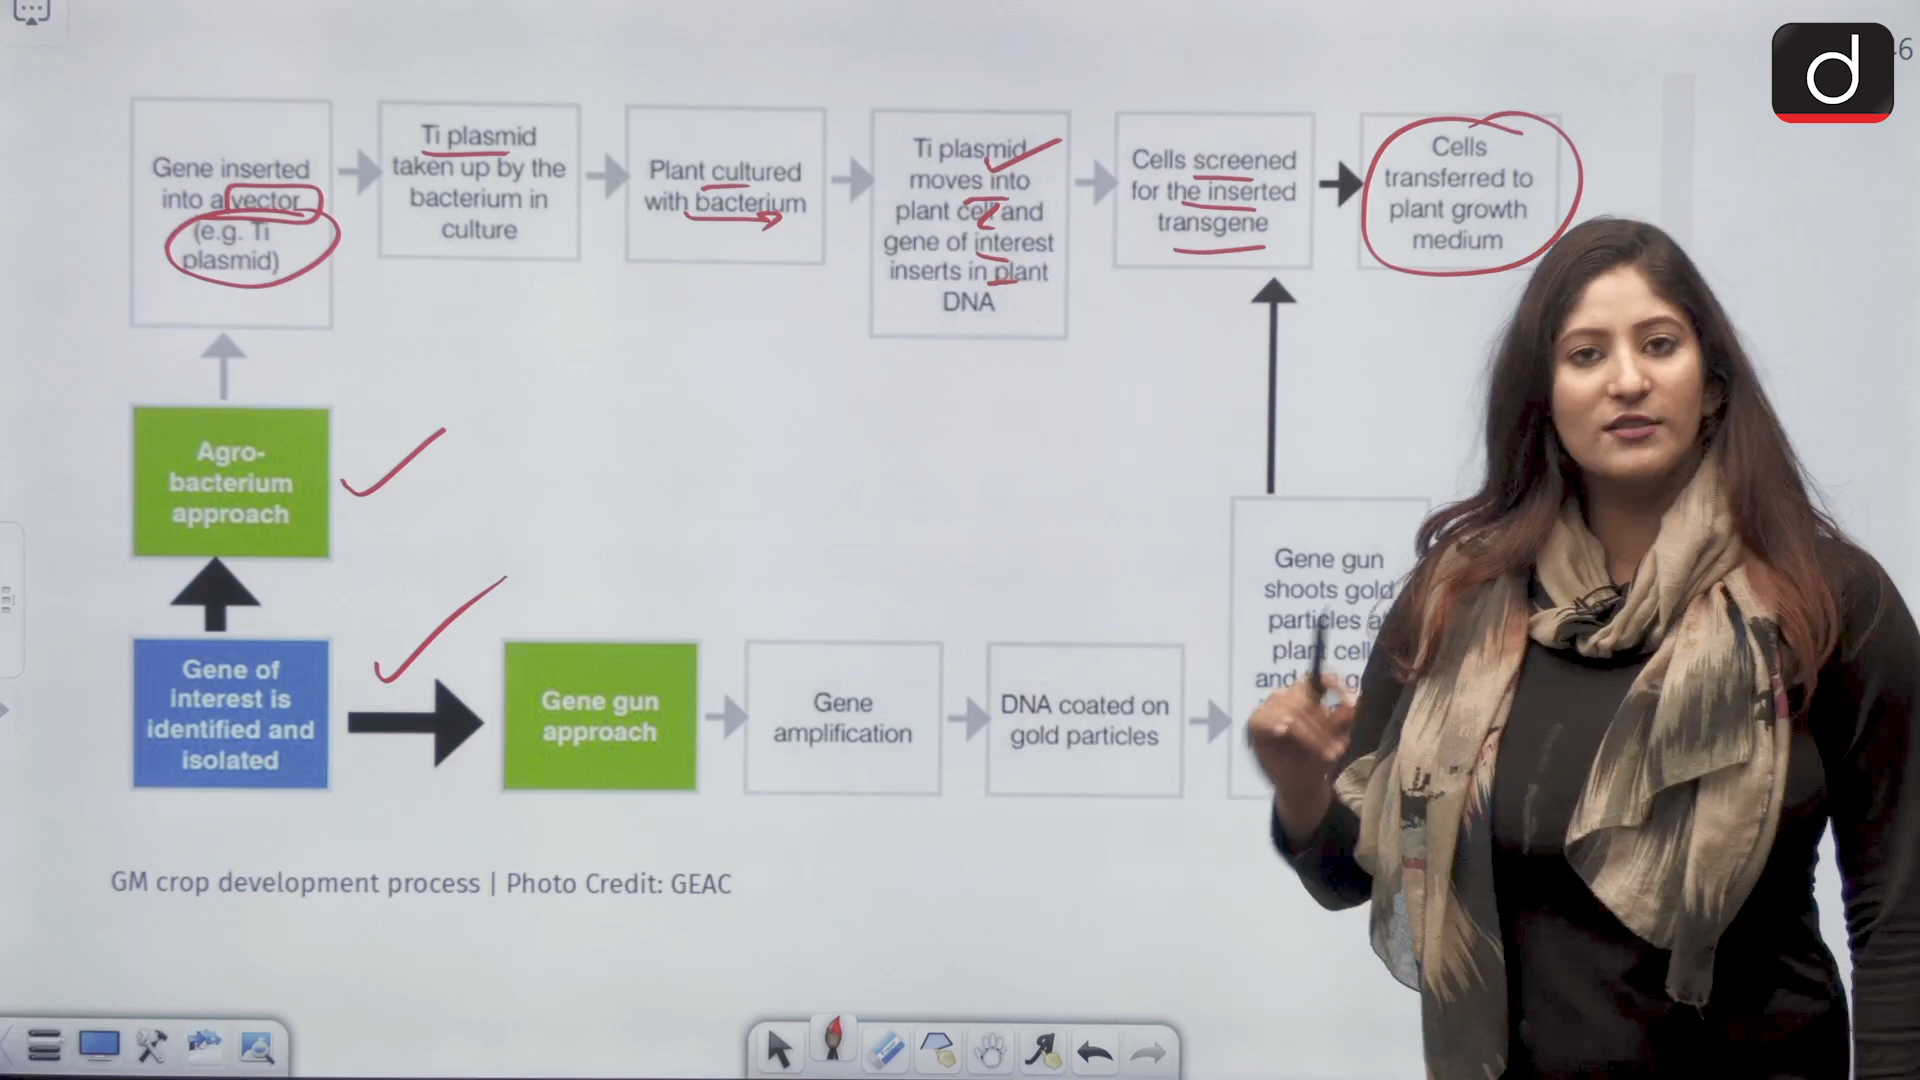 d
Gene inserted
into a vector
(e.g. Ti
plasmid)
Ti plasmid
taken up by the
bacterium in
culture
Plant cultured
with bacterium
Ti plasmid
moves into
plant cell and
gene of interest
inserts in plant
DNA
Cells screened
for the inserted
transgene
Cells
transferred to
plant growth
medium
Agro-
bacterium
approach
Gene of
interest is
identified and
isolated
Gene gun
approach
Gene
amplification
DNA coated on
gold particles
Gene gun
shoots gold
particles
plant cell
and
GM crop development process | Photo Credit: GEAC